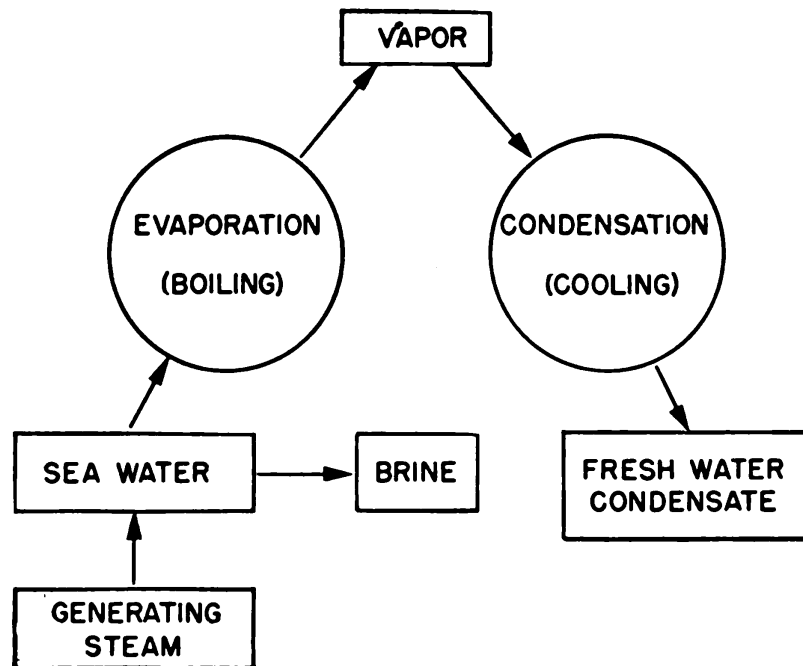 VAPOR
EVAPORATION
(BOILING)
CONDENSATION
(COOLING)
SEA WATER
BRINE
FRESH WATER
CONDENSATE
GENERATING
STEAM